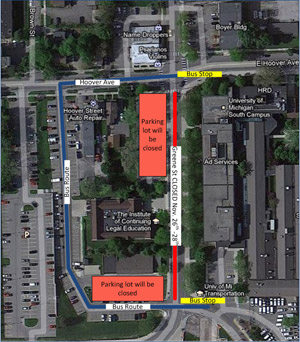 Brown St
Name Droppers
Boyer Bldg
Hoover Ave
E Hoover Ave
Bus Stop
HRD
University of
Michigan
South Campus
Hoover Street
Auto Repair
Parking
lot will
be
closed
Greene St CLOSED Nov. 26th -28th
Ad Services
Bus Route
The Institute
of Continuing
Legal Education
P
Parking lot will be
closed
Univ of Mi
Transportation
Bus Stop
Bus Route